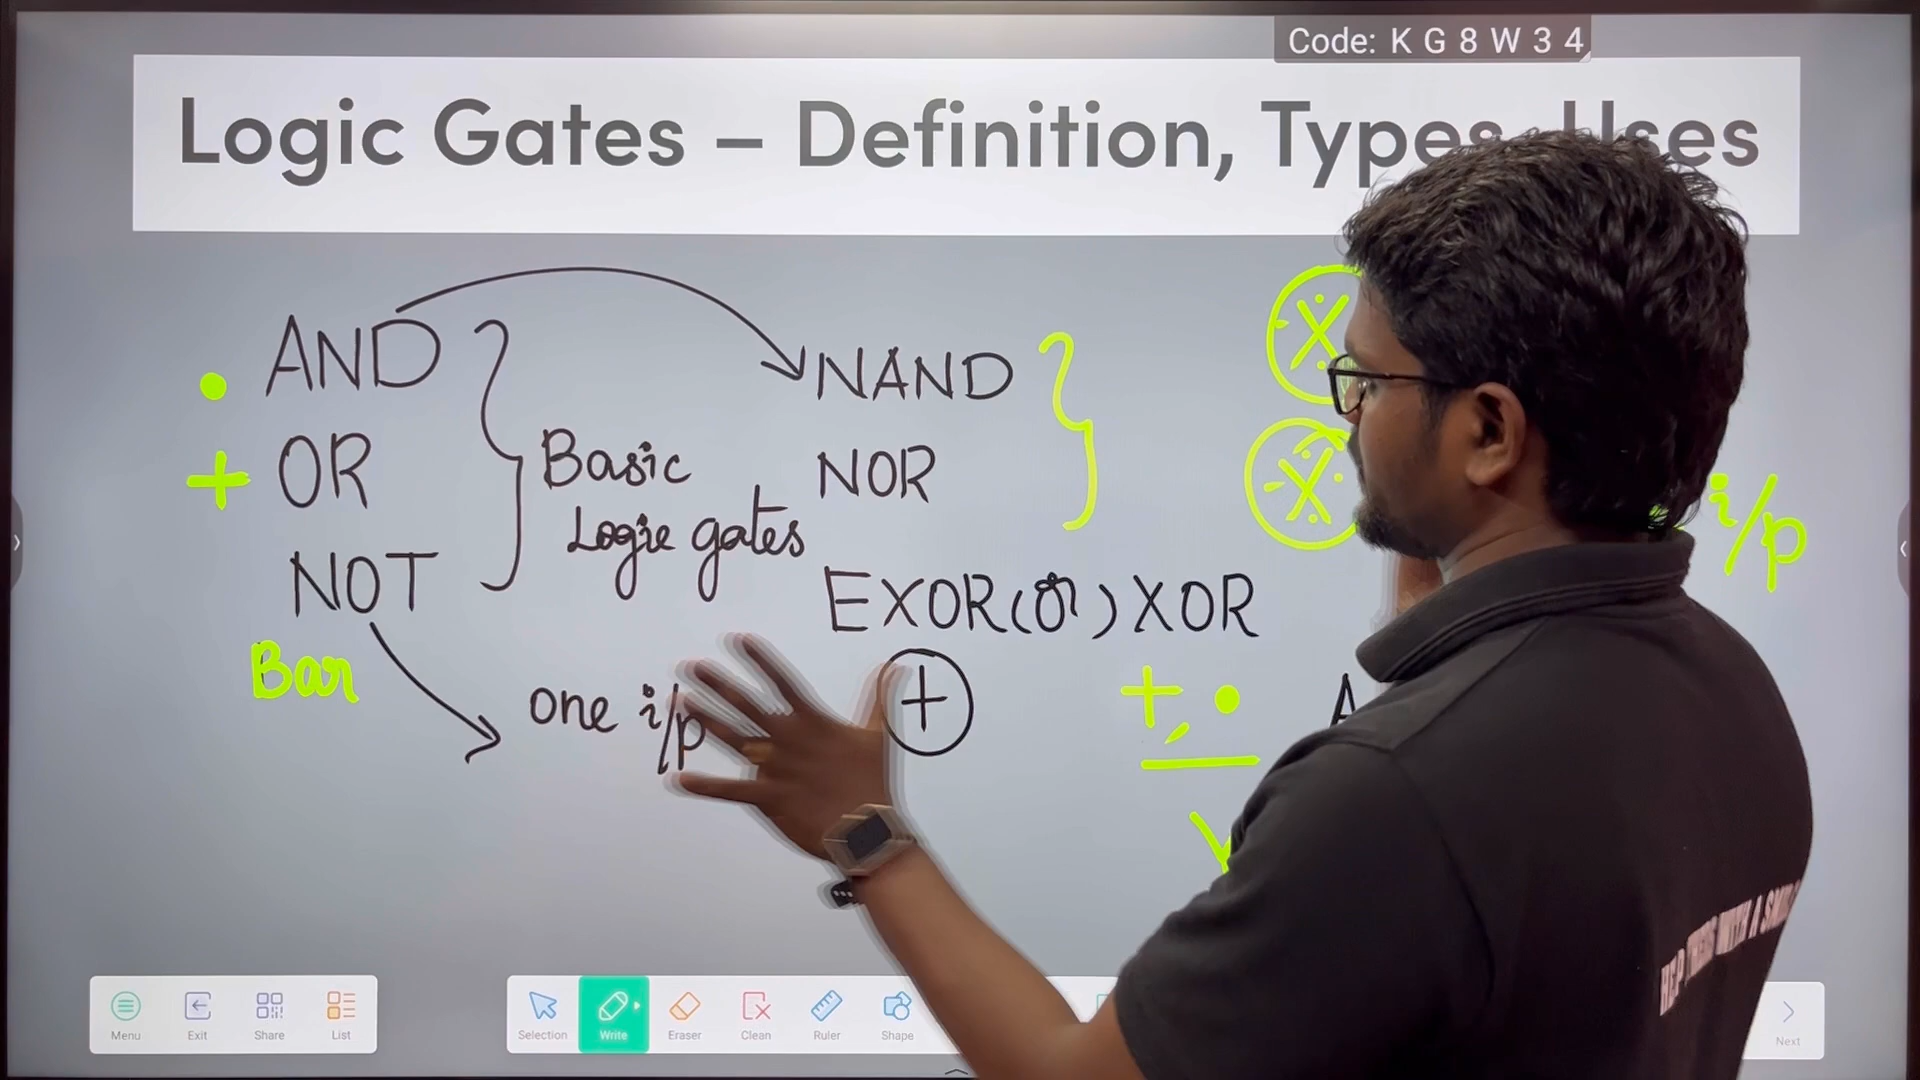 Code: K G 8 W 3 4
Logic Gates – Definition, Types, Uses
AND
NAND
•
OR
+
Basic
Logic gates
NOR
NOT
EXOR (or) XOR
Bar
one i/p
+
+, •
A
i/p
Menu
Exit
Share
List
Selection
Write
Eraser
Clean
Ruler
Shape
Next